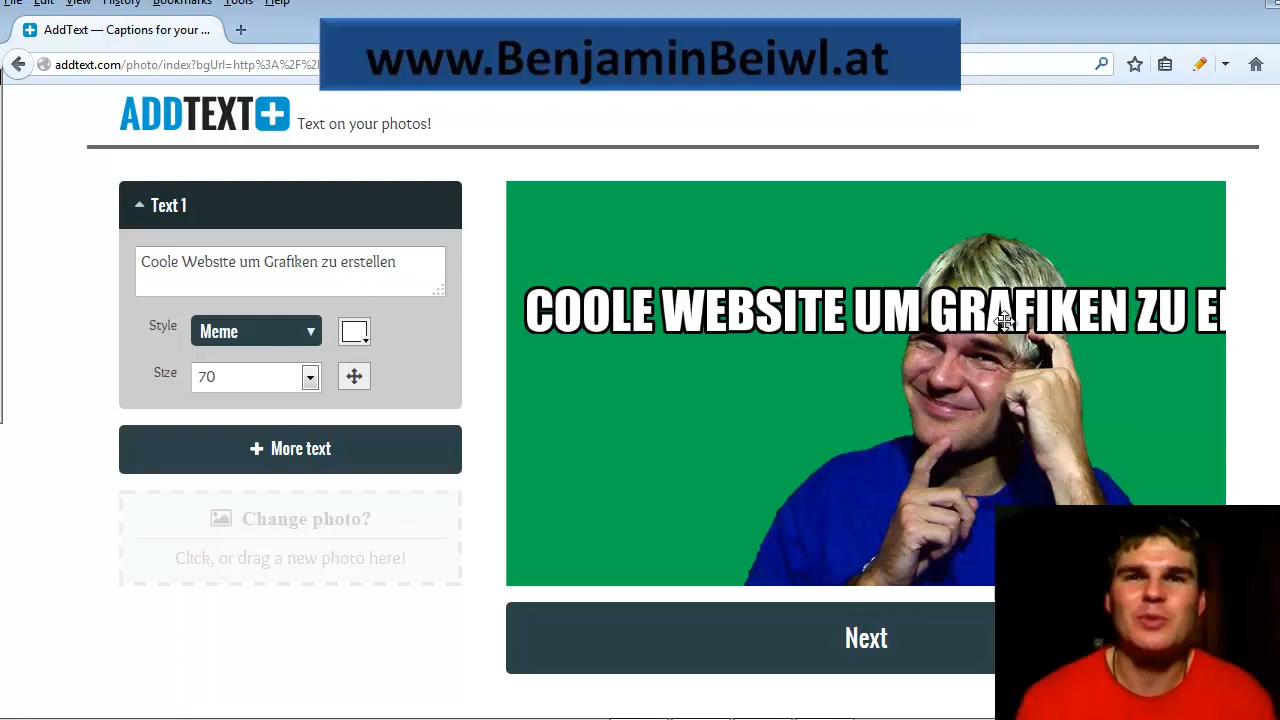 File Edit View History Bookmarks Tools Help
AddText — Captions for your ...
addtext.com/photo/index?bgUrl=http%3A%2F%2
www.BenjaminBeiwl.at
ADDTEXT
Text on your photos!
Text 1
Coole Website um Grafiken zu erstellen
Style
Meme
Size
70
More text
Change photo?
Click, or drag a new photo here!
COOLE WEBSITE UM GRAFIKEN ZU
Next